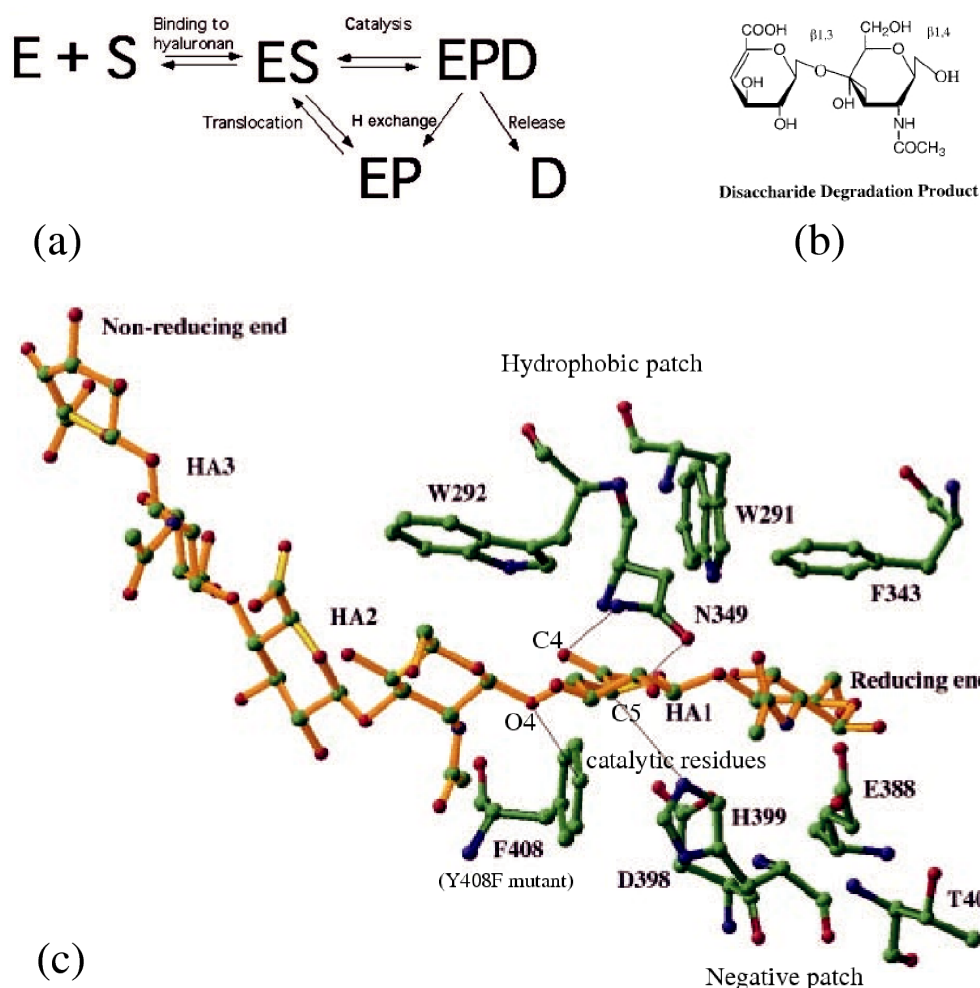 Binding to
hyaluronan
Catalysis
E + S
ES
EPD
Translocation
H exchange
Release
EP
D
(a)
COOH
β1,3
CH₂OH
β1,4
O
O
O
OH
OH
OH
OH
OH
NH
COCH₃
Disaccharide Degradation Product
(b)
Non-reducing end
Hydrophobic patch
HA3
W292
W291
F343
N349
HA2
C4
Reducing end
HA1
O4
C5
catalytic residues
E388
H399
F408
(Y408F mutant)
D398
T40
(c)
Negative patch